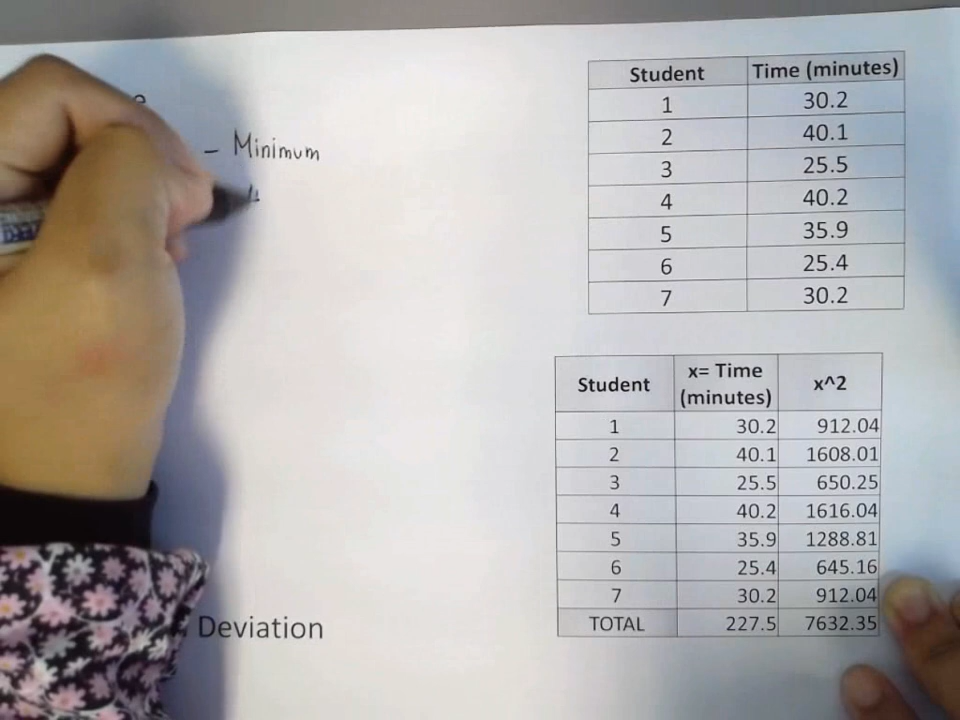 – Minimum
4
Deviation
Student Time (minutes)
1 30.2
2 40.1
3 25.5
4 40.2
5 35.9
6 25.4
7 30.2
Student x= Time (minutes) x^2
1 30.2 912.04
2 40.1 1608.01
3 25.5 650.25
4 40.2 1616.04
5 35.9 1288.81
6 25.4 645.16
7 30.2 912.04
TOTAL 227.5 7632.35